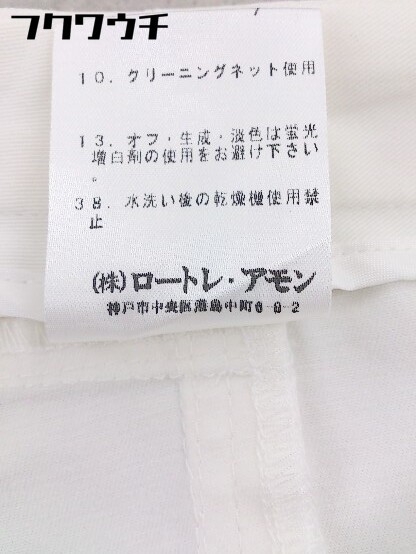 フクワウチ
10. クリーニングネット使用
13. オフ・生成・淡色は蛍光
増白剤の使用をお避け下さい
。
38. 水洗い後の乾燥機使用禁
止
(株)ロートレ・アモン
神戸市中央区港島中町602